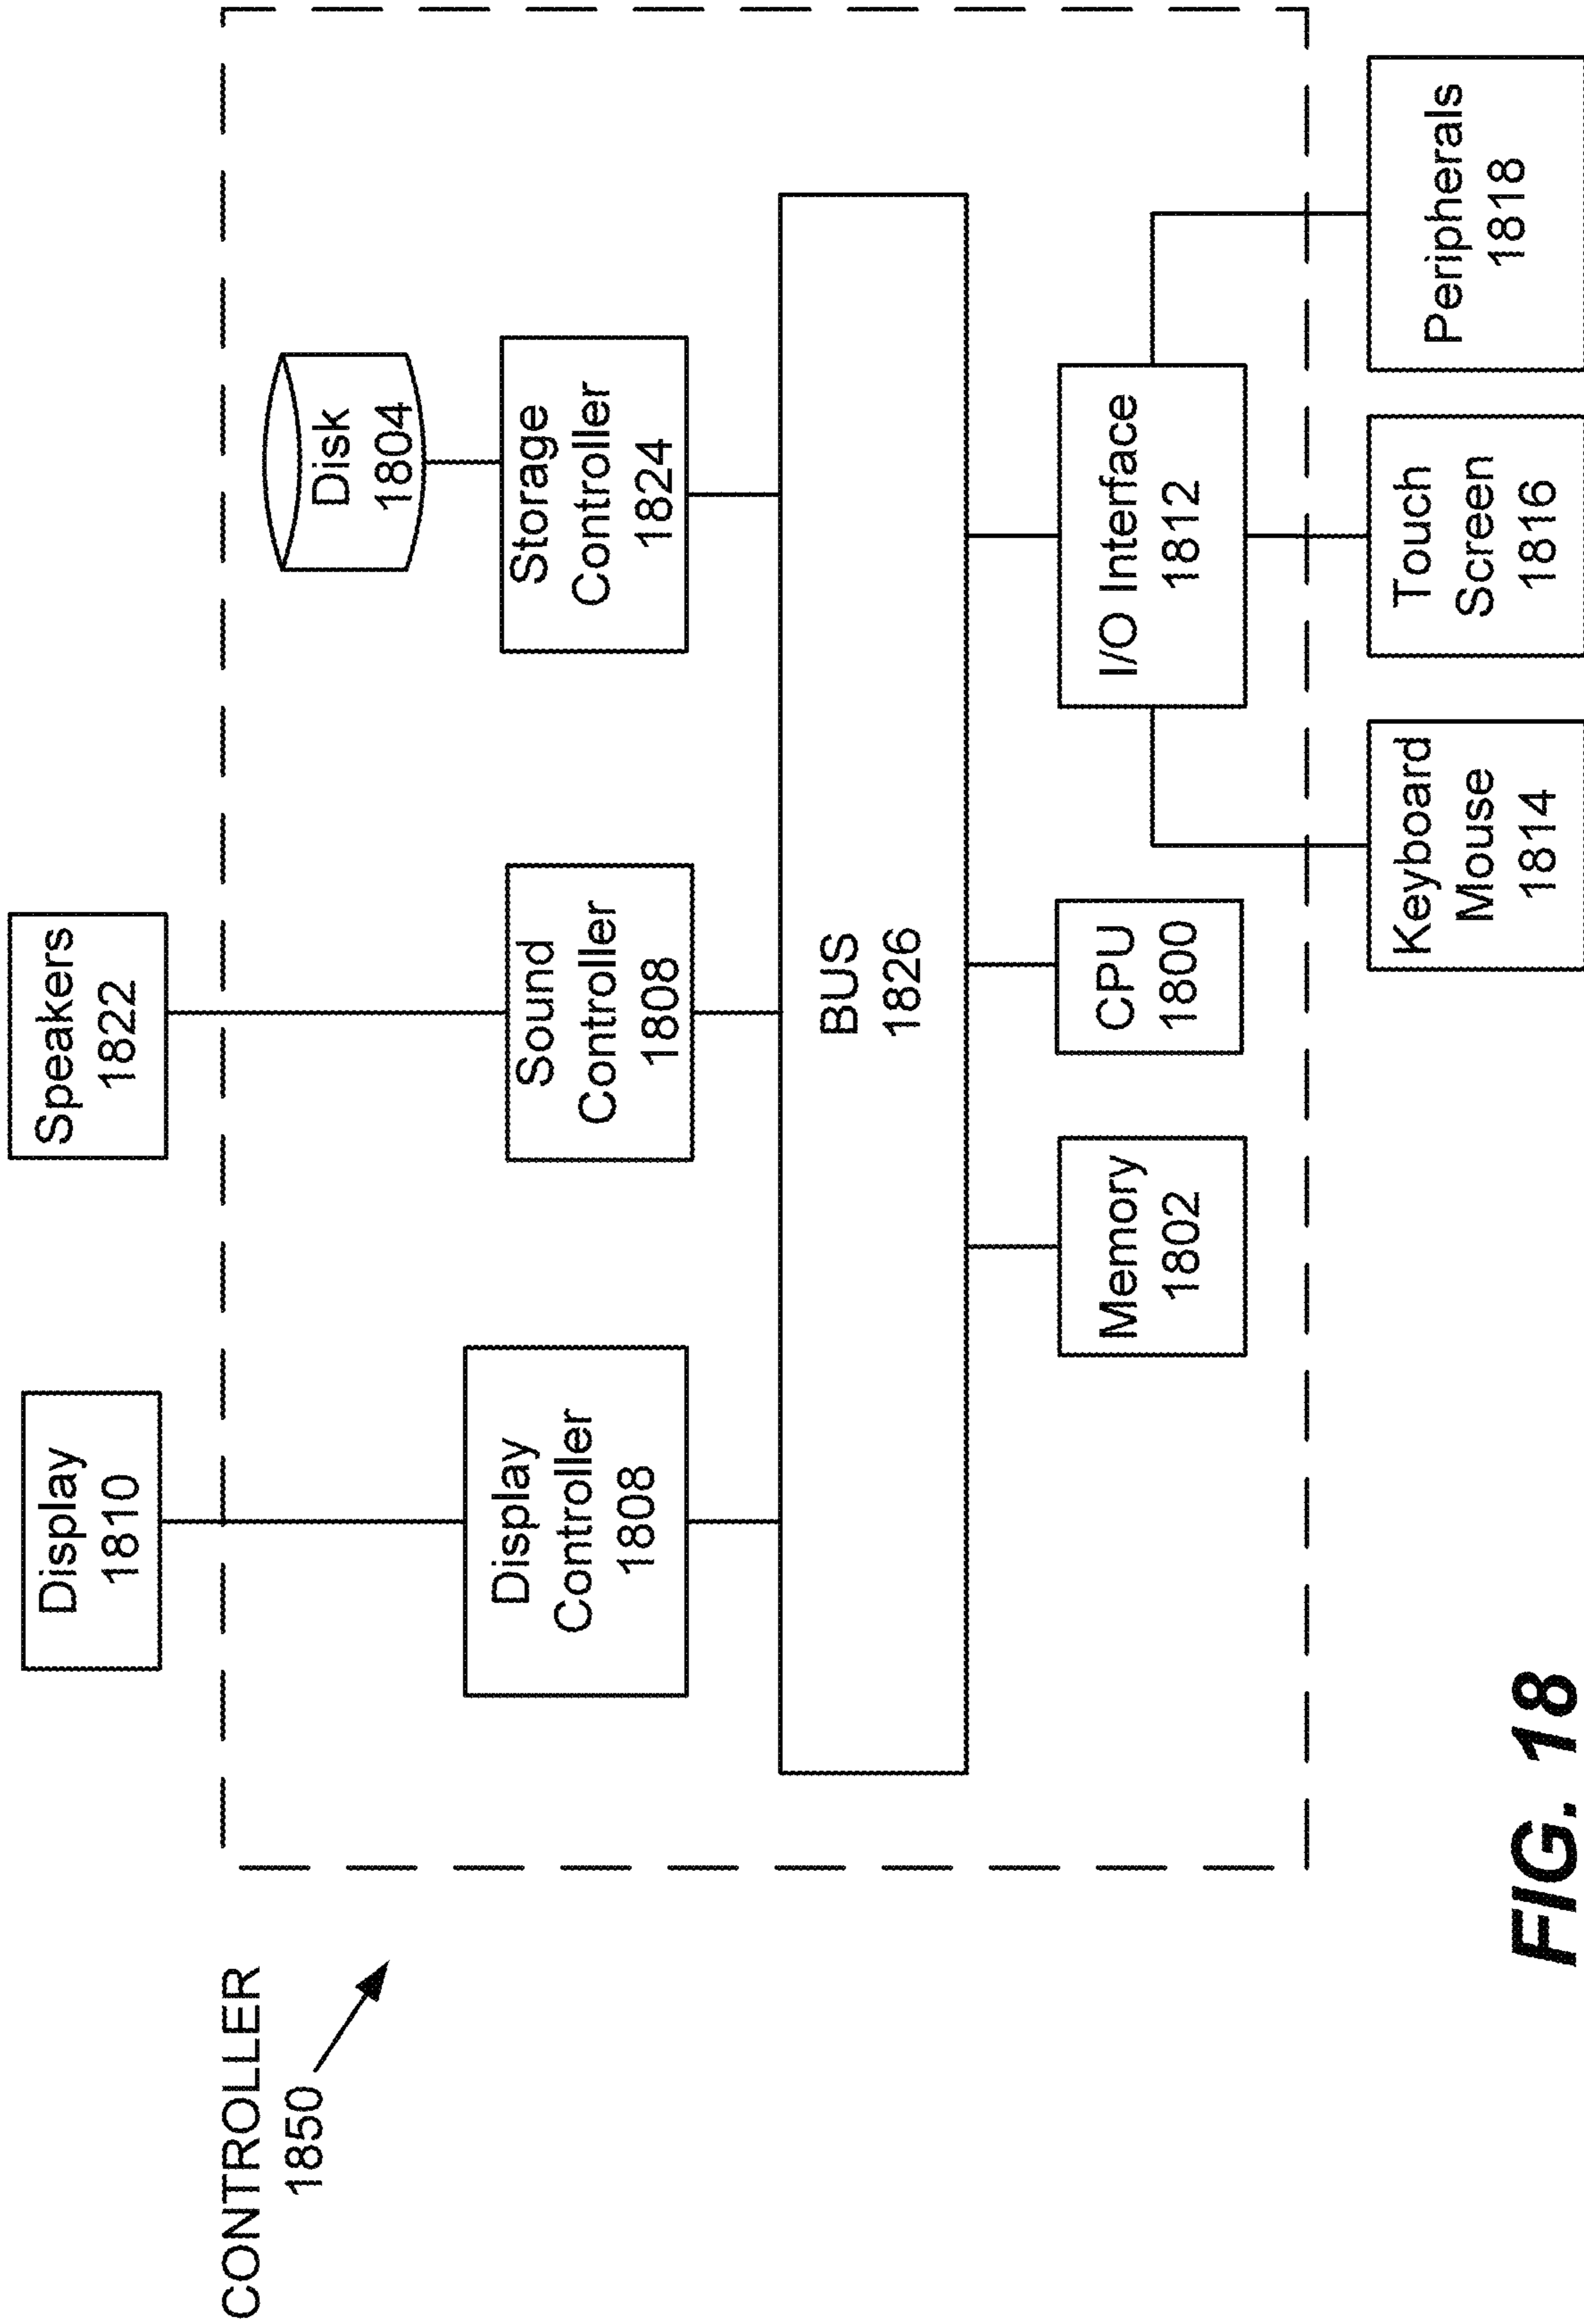 CONTROLLER
1850
Display
1810
Speakers
1822
Display
Controller
1808
Sound
Controller
1808
Disk
1804
Storage
Controller
1824
BUS
1826
Memory
1802
CPU
1800
I/O Interface
1812
Keyboard
Mouse
1814
Touch
Screen
1816
Peripherals
1818
FIG. 18